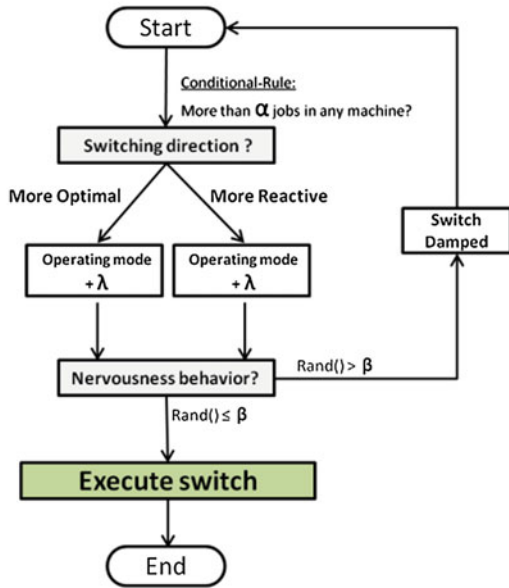 Start
Conditional-Rule:
More than α jobs in any machine?
Switching direction ?
More Optimal
More Reactive
Switch
Damped
Operating mode
+ λ
Operating mode
+ λ
Nervousness behavior?
Rand() > β
Rand() ≤ β
Execute switch
End